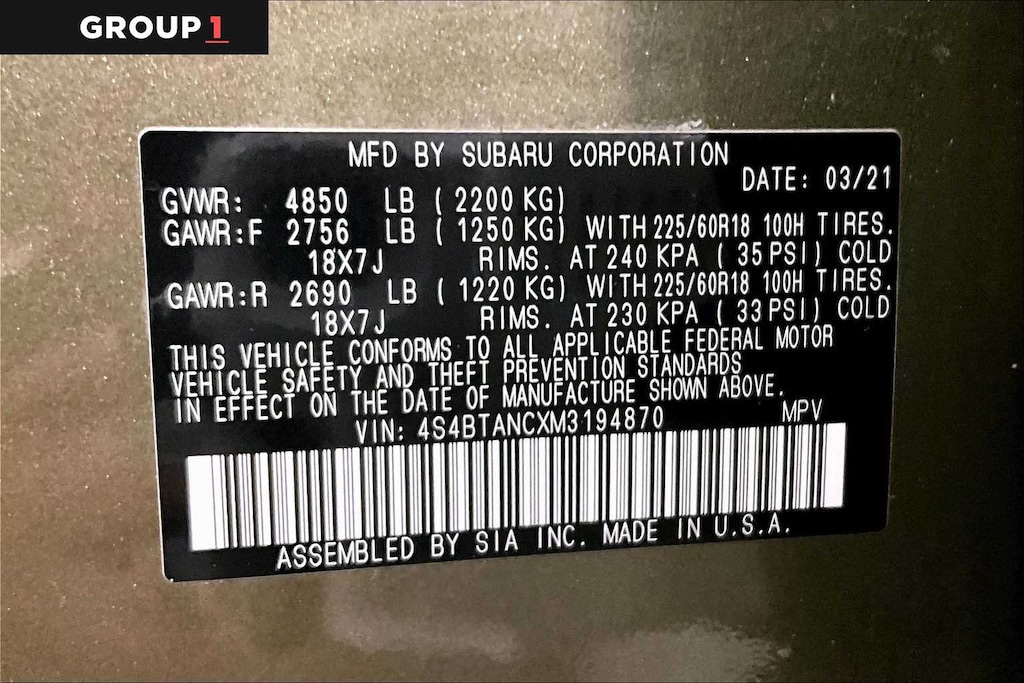 GROUP 1
MFD BY SUBARU CORPORATION
DATE: 03/21
GVWR: 4850 LB ( 2200 KG)
GAWR:F 2756 LB ( 1250 KG) WITH 225/60R18 100H TIRES.
18X7J RIMS. AT 240 KPA ( 35 PSI) COLD
GAWR:R 2690 LB ( 1220 KG) WITH 225/60R18 100H TIRES.
18X7J RIMS. AT 230 KPA ( 33 PSI) COLD
THIS VEHICLE CONFORMS TO ALL APPLICABLE FEDERAL MOTOR
VEHICLE SAFETY AND THEFT PREVENTION STANDARDS
IN EFFECT ON THE DATE OF MANUFACTURE SHOWN ABOVE.
VIN: 4S4BTANCXM3194870 MPV
ASSEMBLED BY SIA INC. MADE IN U.S.A.